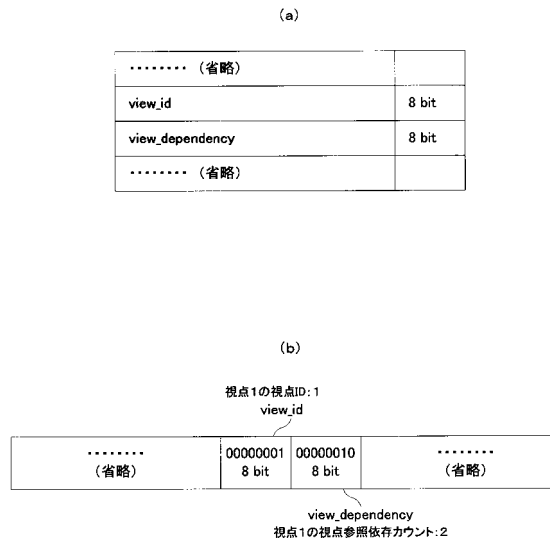 (a)
‥‥‥‥ (省略)
view_id 8 bit
view_dependency 8 bit
‥‥‥‥ (省略)
(b)
視点1の視点ID:1
view_id
‥‥‥‥ 00000001 00000010 ‥‥‥‥
(省略) 8 bit 8 bit (省略)
view_dependency
視点1の視点参照依存カウント:2